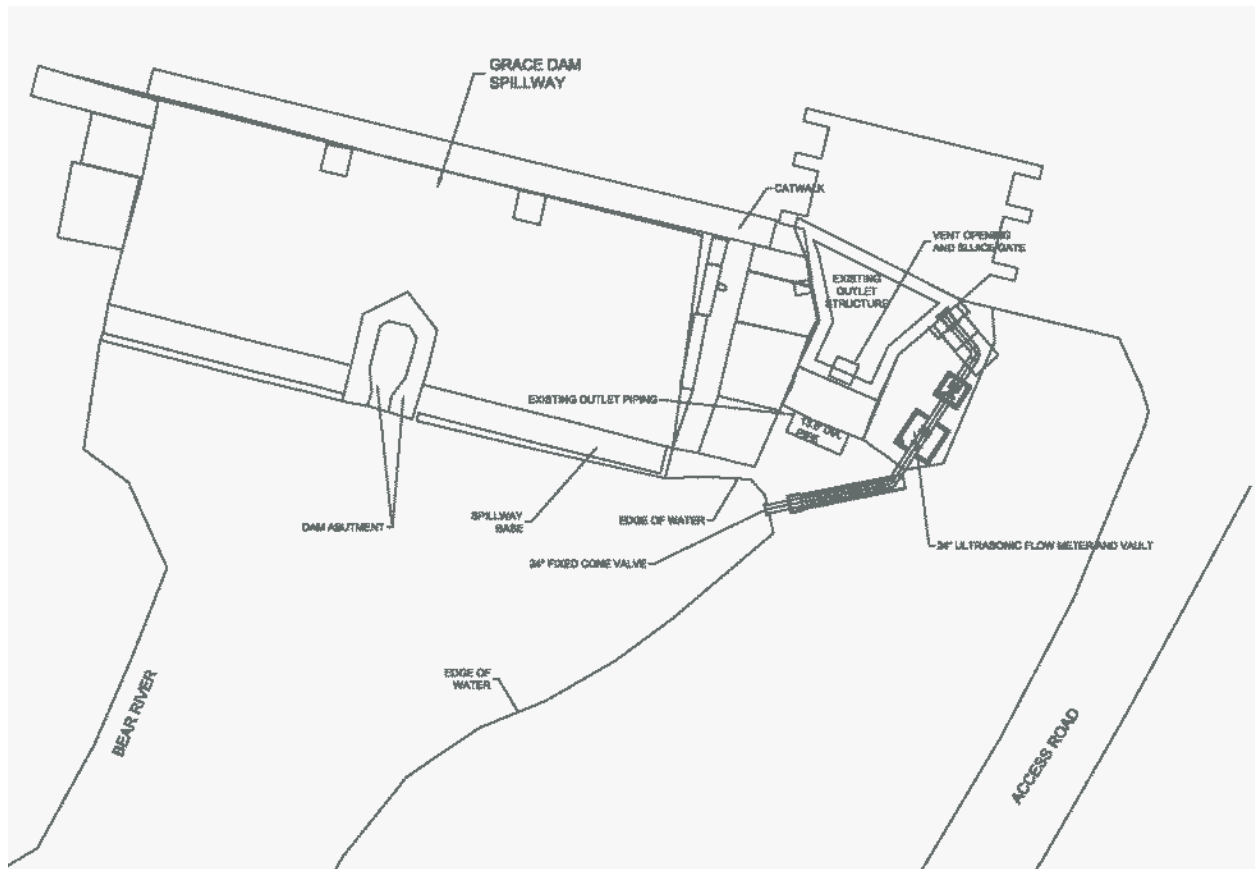 GRACE DAM
SPILLWAY
CATWALK
VENT OPENING
AND SLUICE GATE
EXISTING
OUTLET
STRUCTURE
EXISTING OUTLET PIPING
DIA.
PIPE
DAM ABUTMENT
SPILLWAY
BASE
EDGE OF WATER
24" FIXED CONE VALVE
24" ULTRASONIC FLOW METER AND VAULT
EDGE OF
WATER
BEAR RIVER
ACCESS ROAD